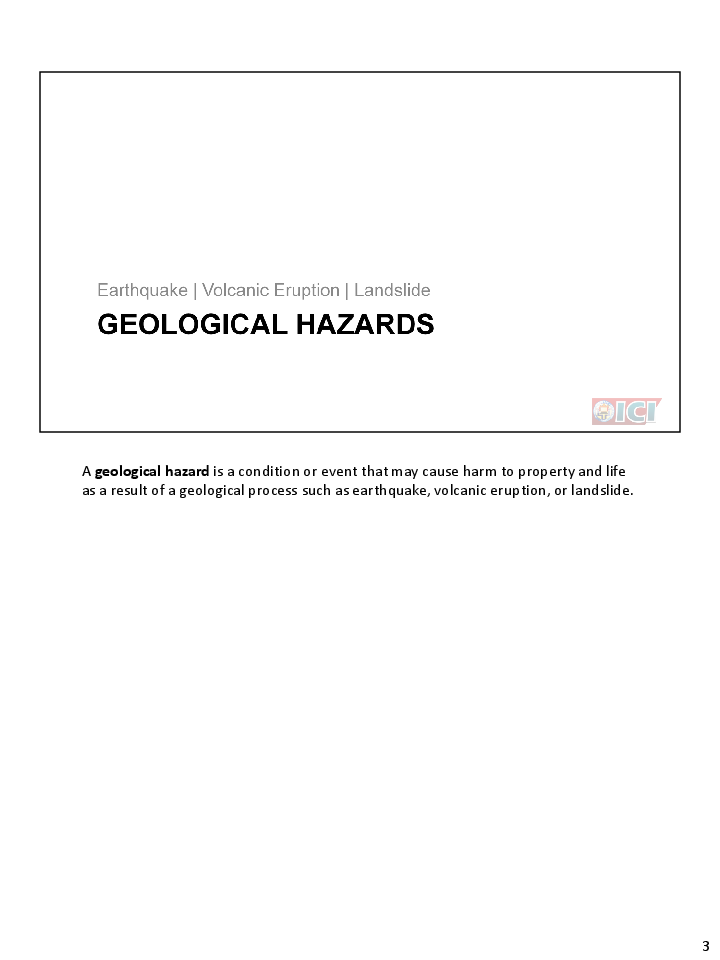 Earthquake | Volcanic Eruption | Landslide
GEOLOGICAL HAZARDS
ICI
A geological hazard is a condition or event that may cause harm to property and life
as a result of a geological process such as earthquake, volcanic eruption, or landslide.
3